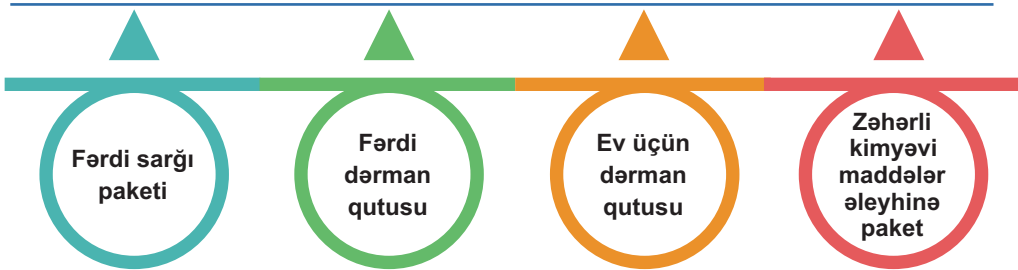 Fərdi sarğı
paketi
Fərdi
dərman
qutusu
Ev üçün
dərman
qutusu
Zəhərli
kimyəvi
maddələr
əleyhinə
paket